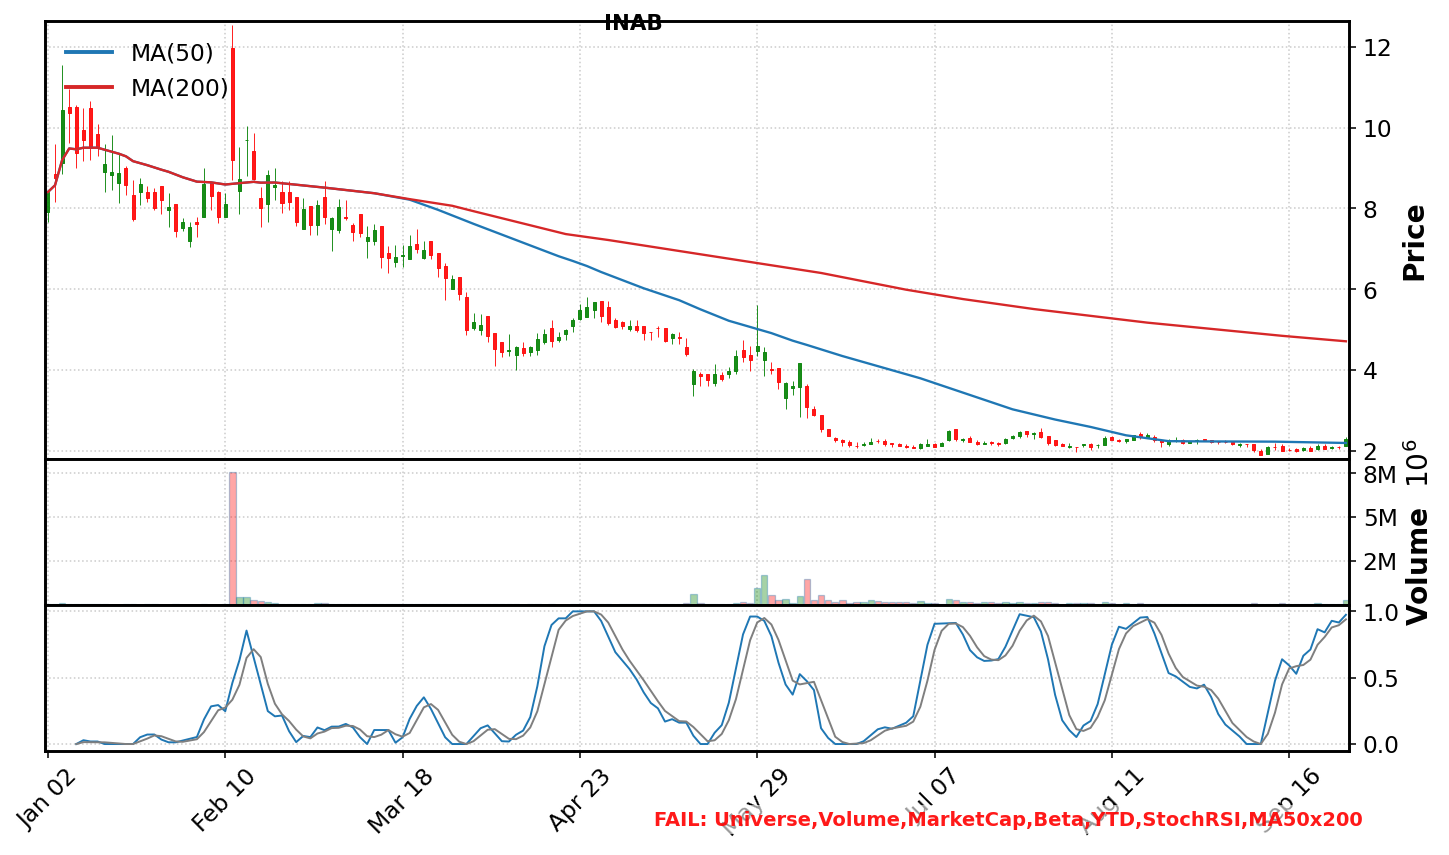 INAB
MA(50)
MA(200)
12
10
8
6
4
2
Price
10^6
8M
5M
2M
Volume
1.0
0.5
0.0
Jan 02
Feb 10
Mar 18
Apr 23
May 29
Jul 07
Aug 11
Sep 16
FAIL: Universe,Volume,MarketCap,Beta,YTD,StochRSI,MA50x200